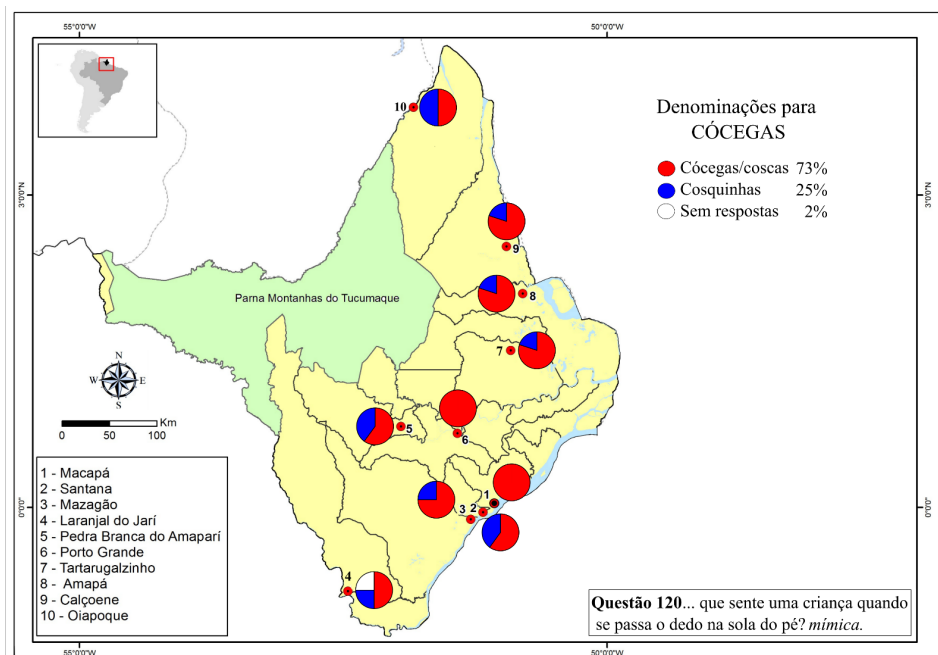 55°0'0"W
50°0'0"W
10
Denominações para
CÓCEGAS
Cócegas/coscas 73%
Cosquinhas 25%
Sem respostas 2%
3°0'0"N
3°0'0"N
9
Parna Montanhas do Tucumaque
8
7
N
W E
S
Km
0 50 100
5
6
1 - Macapá
2 - Santana
3 - Mazagão
4 - Laranjal do Jarí
5 - Pedra Branca do Amaparí
6 - Porto Grande
7 - Tartarugalzinho
8 - Amapá
9 - Calçoene
10 - Oiapoque
1
2
3
0°0'0"
0°0'0"
4
Questão 120... que sente uma criança quando
se passa o dedo na sola do pé? mímica.
55°0'0"W
50°0'0"W